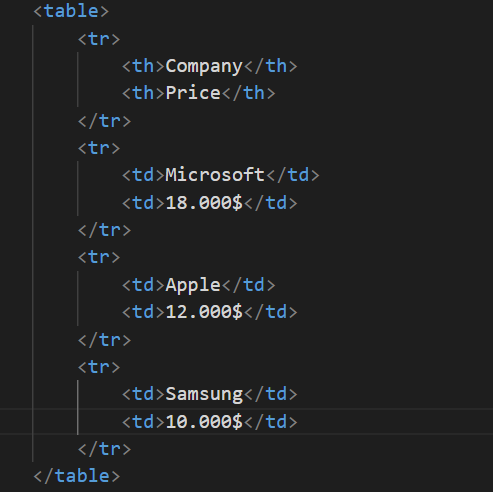 <table>
<tr>
<th>Company</th>
<th>Price</th>
</tr>
<tr>
<td>Microsoft</td>
<td>18.000$</td>
</tr>
<tr>
<td>Apple</td>
<td>12.000$</td>
</tr>
<tr>
<td>Samsung</td>
<td>10.000$</td>
</tr>
</table>